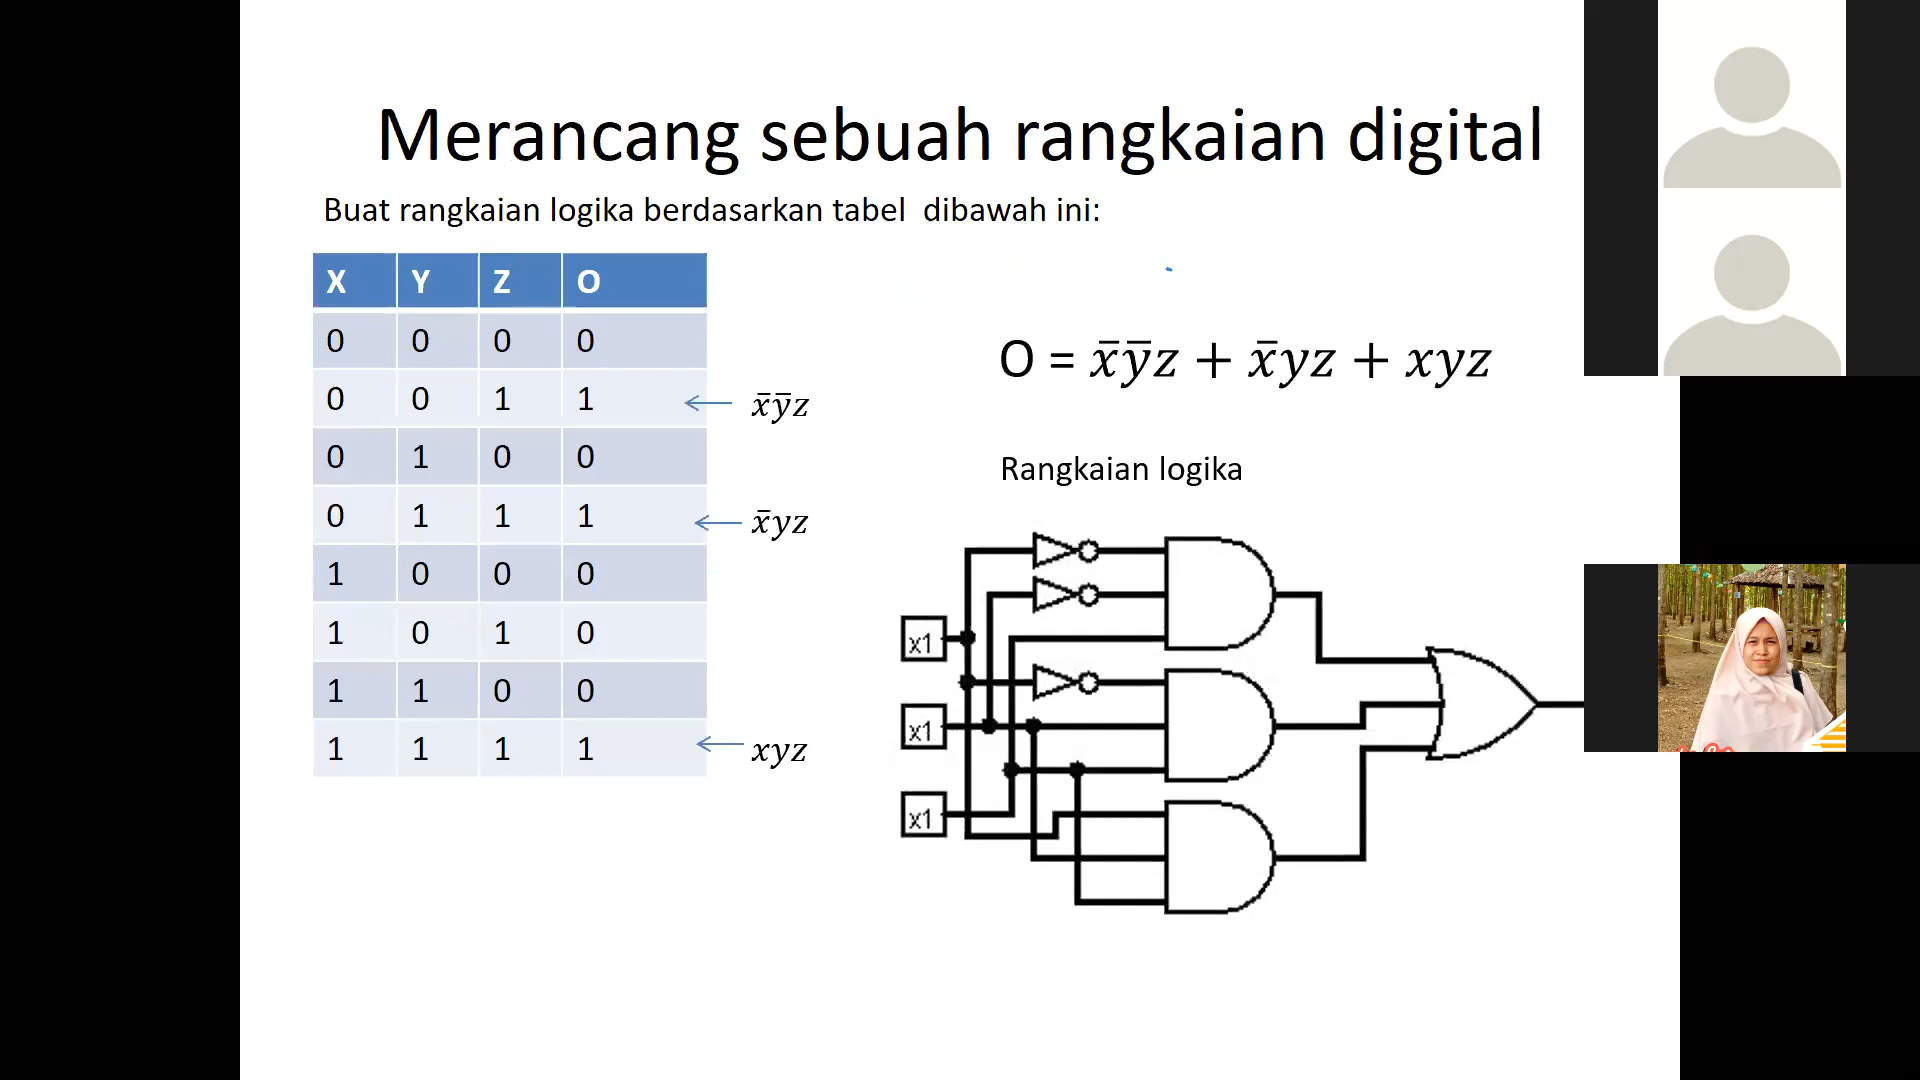 Merancang sebuah rangkaian digital
Buat rangkaian logika berdasarkan tabel dibawah ini:
X Y Z O
0 0 0 0
0 0 1 1
x̄ȳz
0 1 0 0
0 1 1 1
x̄yz
1 0 0 0
1 0 1 0
1 1 0 0
1 1 1 1
xyz
O = x̄ȳz + x̄yz + xyz
Rangkaian logika
x1
x1
x1